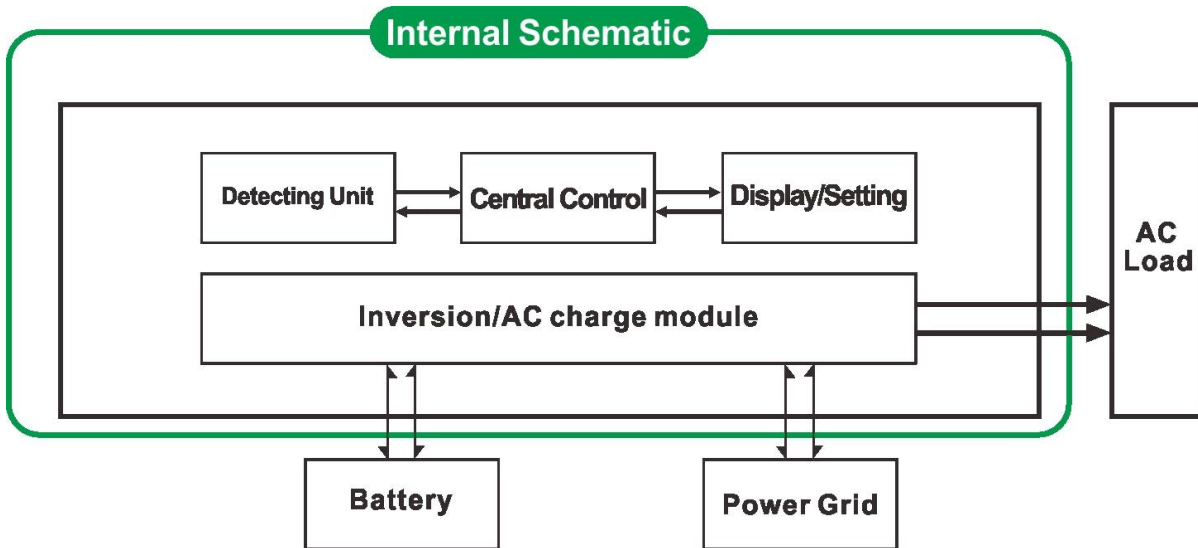 Internal Schematic
Detecting Unit
Central Control
Display/Setting
AC
Load
Inversion/AC charge module
Battery
Power Grid